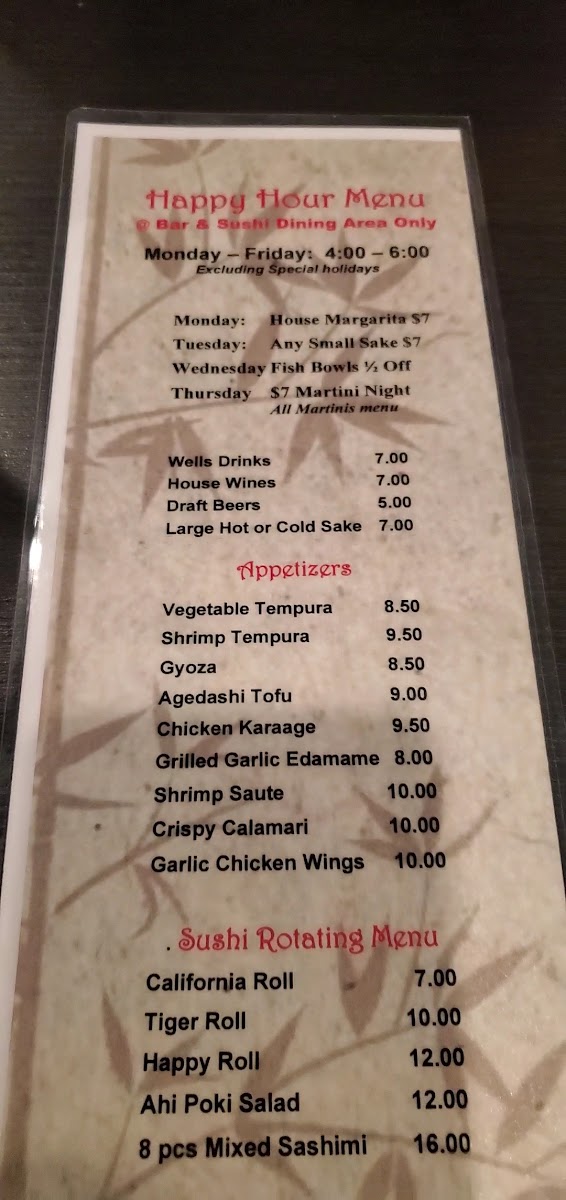 Happy Hour Menu
@ Bar & Sushi Dining Area Only
Monday – Friday: 4:00 – 6:00
Excluding Special holidays
Monday: House Margarita $7
Tuesday: Any Small Sake $7
Wednesday Fish Bowls ½ Off
Thursday $7 Martini Night
All Martinis menu
Wells Drinks 7.00
House Wines 7.00
Draft Beers 5.00
Large Hot or Cold Sake 7.00
Appetizers
Vegetable Tempura 8.50
Shrimp Tempura 9.50
Gyoza 8.50
Agedashi Tofu 9.00
Chicken Karaage 9.50
Grilled Garlic Edamame 8.00
Shrimp Saute 10.00
Crispy Calamari 10.00
Garlic Chicken Wings 10.00
. Sushi Rotating Menu
California Roll 7.00
Tiger Roll 10.00
Happy Roll 12.00
Ahi Poki Salad 12.00
8 pcs Mixed Sashimi 16.00